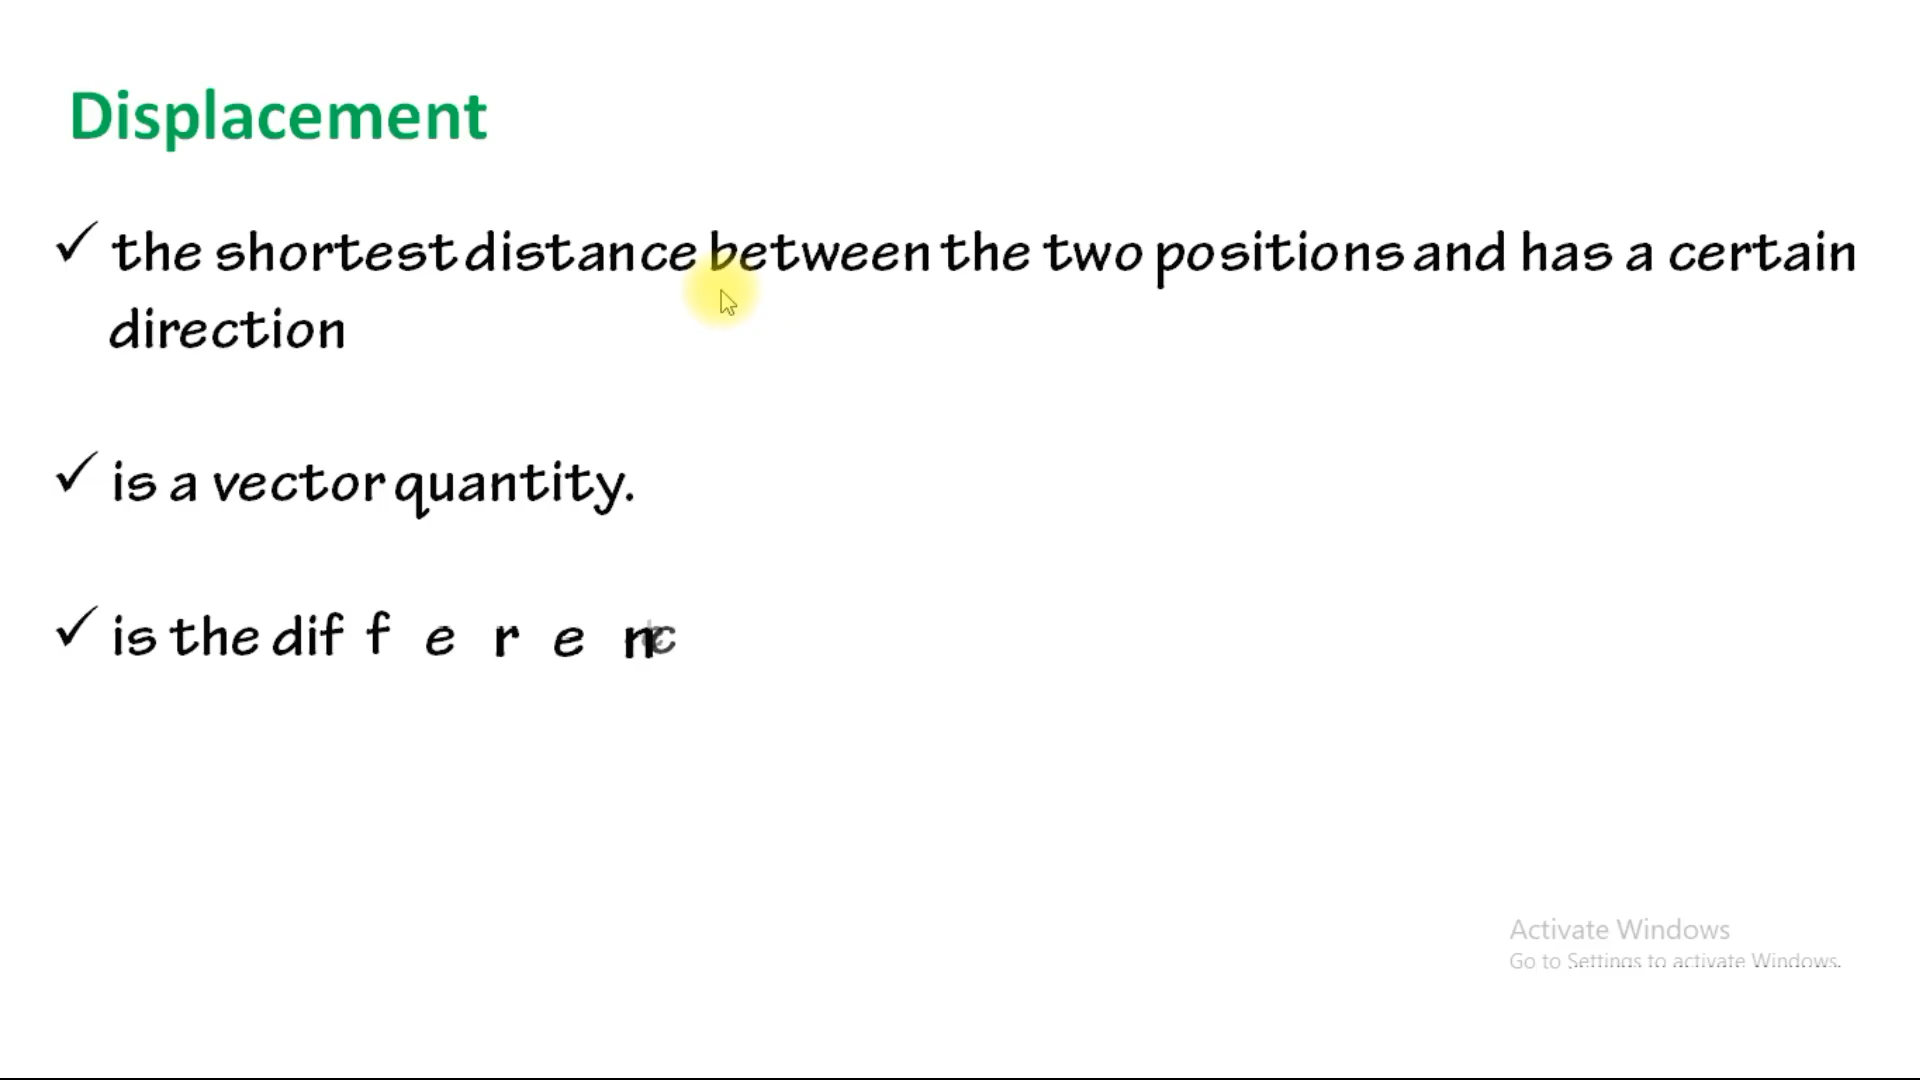 Displacement
✓ the shortest distance between the two positions and has a certain
direction
✓ is a vector quantity.
✓ is the differenc
Activate Windows
Go to Settings to activate Windows.